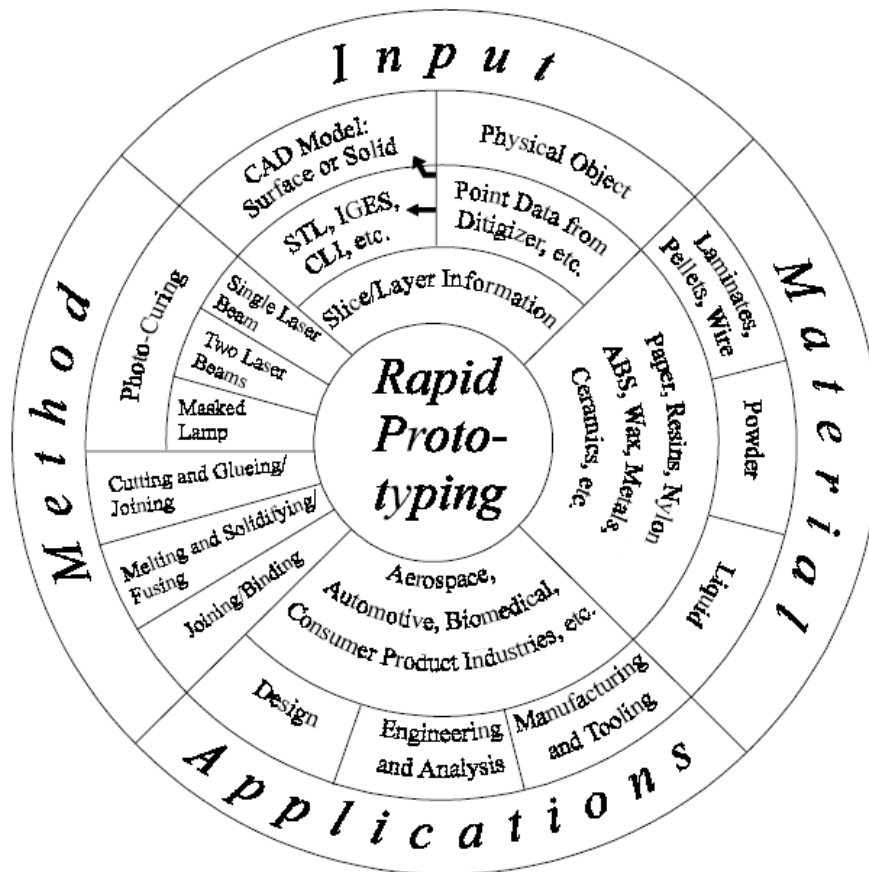 Input
CAD Model:
Surface or Solid
Physical Object
STL, IGES,
CLI, etc.
Point Data from
Ditigizer, etc.
Slice/Layer Information
Method
Photo-Curing
Single Laser
Beam
Two Laser
Beams
Masked
Lamp
Cutting and Glueing/
Joining
Melting and Solidifying/
Fusing
Joining/Binding
Rapid
Proto-
typing
Material
Laminates,
Pellets, Wire
Powder
Liquid
Paper, Resins, Nylon
ABS, Wax, Metals,
Ceramics, etc.
Aerospace,
Automotive, Biomedical,
Consumer Product Industries, etc.
Design
Engineering
and Analysis
Manufacturing
and Tooling
Applications